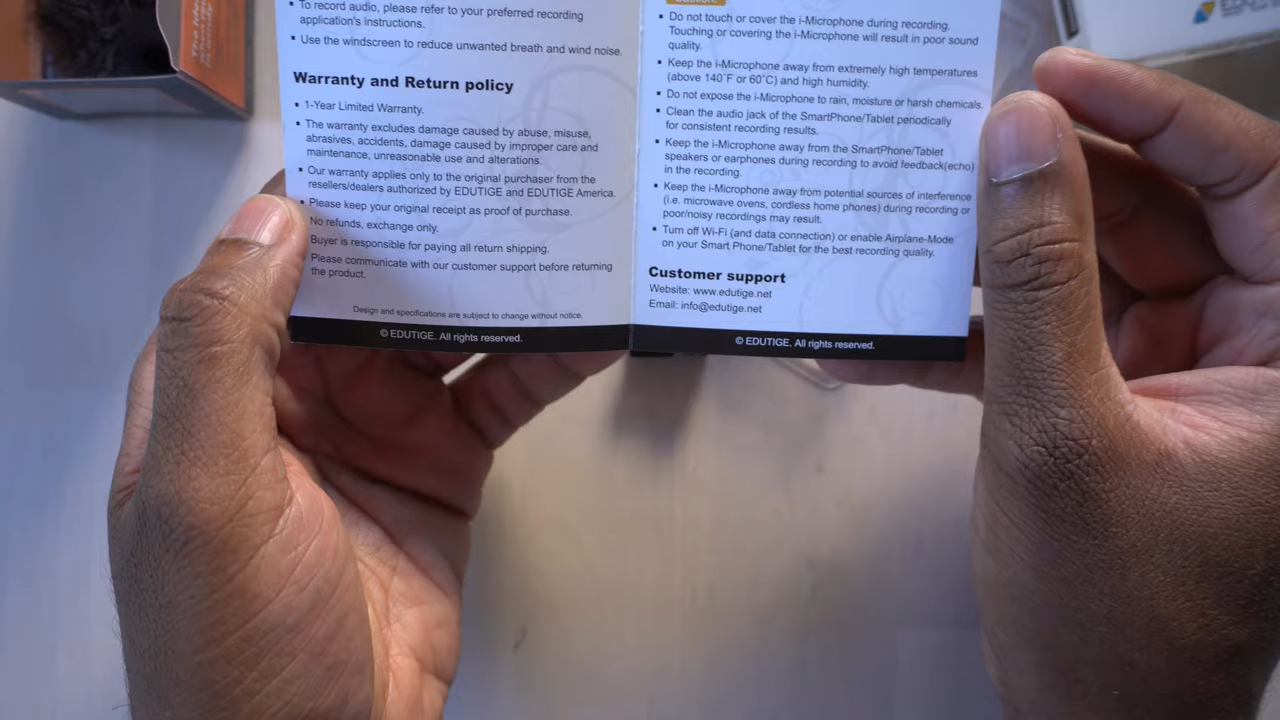 To record audio, please refer to your preferred recording
application's instructions.
Use the windscreen to reduce unwanted breath and wind noise.
Warranty and Return policy
1-Year Limited Warranty.
The warranty excludes damage caused by abuse, misuse,
abrasives, accidents, damage caused by improper care and
maintenance, unreasonable use and alterations.
Our warranty applies only to the original purchaser from the
resellers/dealers authorized by EDUTIGE and EDUTIGE America.
Please keep your original receipt as proof of purchase.
No refunds, exchange only.
Buyer is responsible for paying all return shipping.
Please communicate with our customer support before returning
the product.
Design and specifications are subject to change without notice.
© EDUTIGE. All rights reserved.
Do not touch or cover the i-Microphone during recording.
Touching or covering the i-Microphone will result in poor sound
quality.
Keep the i-Microphone away from extremely high temperatures
(above 140˚F or 60˚C) and high humidity.
Do not expose the i-Microphone to rain, moisture or harsh chemicals.
Clean the audio jack of the SmartPhone/Tablet periodically
for consistent recording results.
Keep the i-Microphone away from the SmartPhone/Tablet
speakers or earphones during recording to avoid feedback(echo)
in the recording.
Keep the i-Microphone away from potential sources of interference
(i.e. microwave ovens, cordless home phones) during recording or
poor/noisy recordings may result.
Turn off Wi-Fi (and data connection) or enable Airplane-Mode
on your Smart Phone/Tablet for the best recording quality.
Customer support
Website: www.edutige.net
Email: info@edutige.net
© EDUTIGE. All rights reserved.